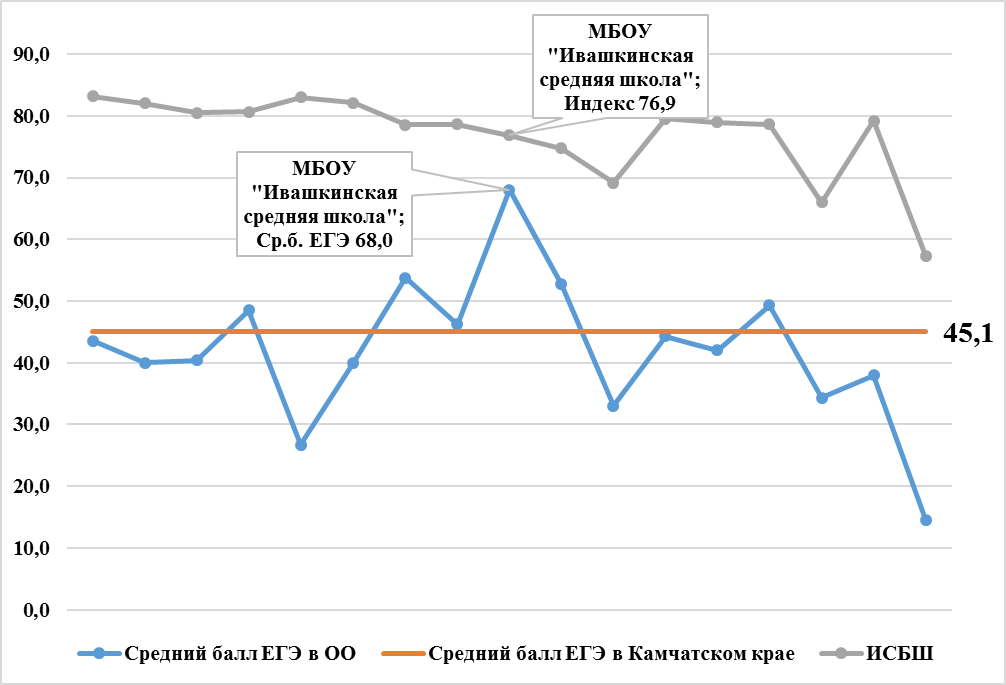 МБОУ
"Ивашкинская
средняя школа";
Индекс 76,9
МБОУ
"Ивашкинская
средняя школа";
Ср.б. ЕГЭ 68,0
90,0
80,0
70,0
60,0
50,0
40,0
30,0
20,0
10,0
0,0
45,1
Средний балл ЕГЭ в ОО
Средний балл ЕГЭ в Камчатском крае
ИСБШ